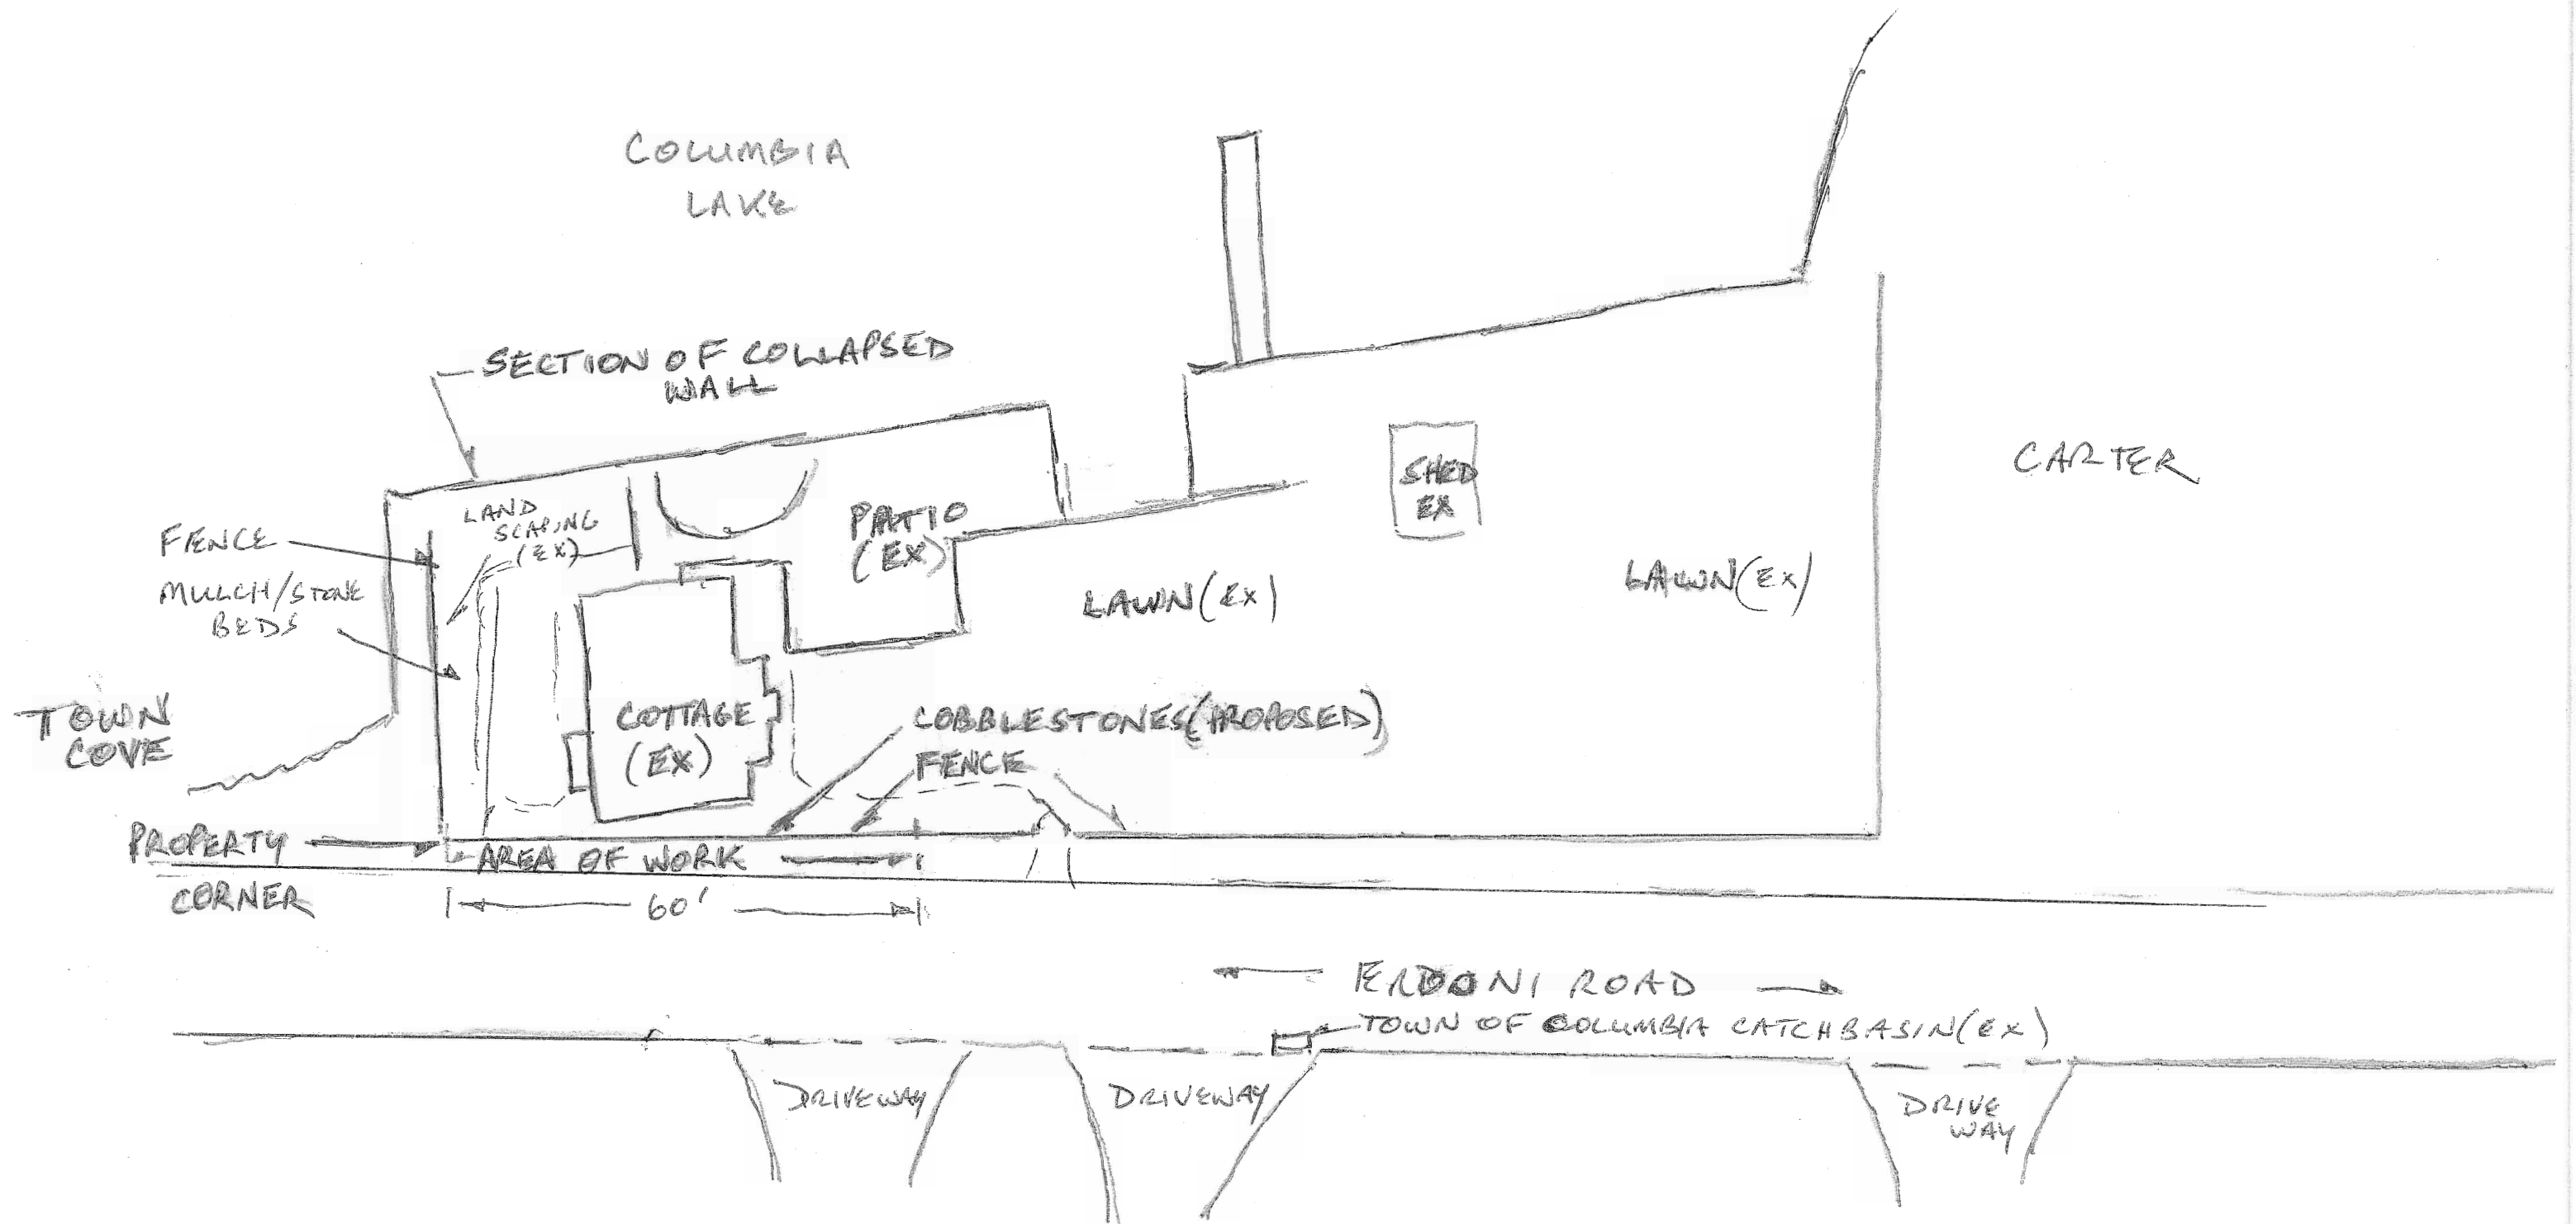 COLUMBIA
LAKE
SECTION OF COLLAPSED
WALL
CARTER
SHED
EX
LAND
SCAPING
(EX)
PATIO
(EX)
FENCE
MULCH/STONE
BEDS
LAWN(EX)
LAWN(EX)
TOWN
COVE
COTTAGE
(EX)
COBBLESTONES(PROPOSED)
FENCE
PROPERTY
CORNER
AREA OF WORK
60'
ERDONI ROAD
TOWN OF COLUMBIA CATCHBASIN(EX)
DRIVEWAY
DRIVEWAY
DRIVE
WAY